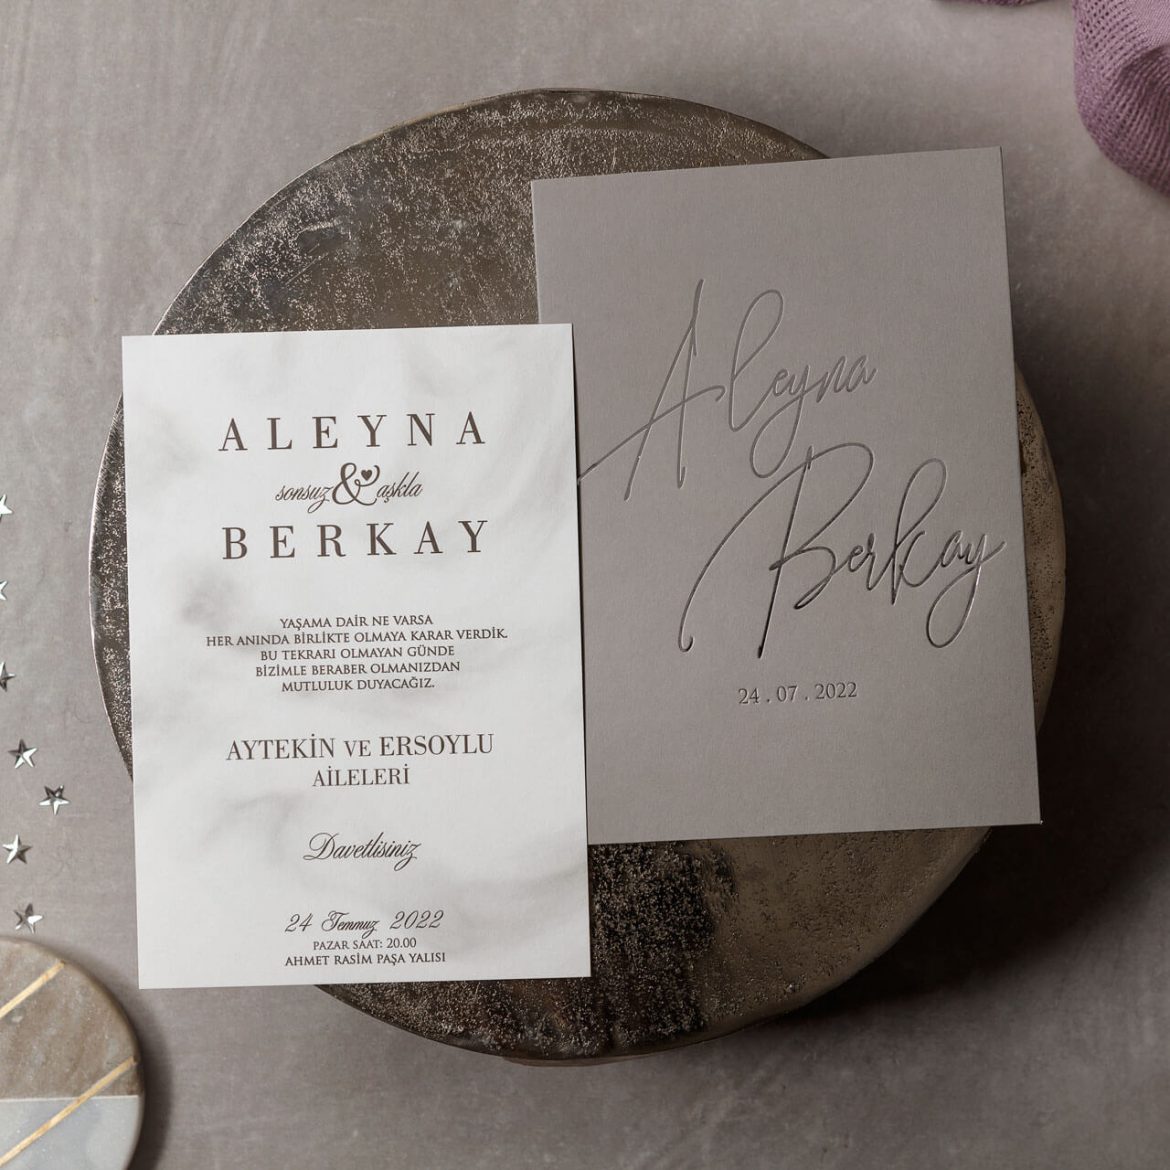 ALEYNA
sonsuz & aşkla
BERKAY
YAŞAMA DAİR NE VARSA
HER ANINDA BİRLİKTE OLMAYA KARAR VERDİK.
BU TEKRARI OLMAYAN GÜNDE
BİZİMLE BERABER OLMANIZDAN
MUTLULUK DUYACAĞIZ.
AYTEKİN VE ERSOYLU
AİLELERİ
Davetlisiniz
24 Temmuz 2022
PAZAR SAAT: 20.00
AHMET RASİM PAŞA YALISI
Aleyna
Berkay
24 . 07 . 2022